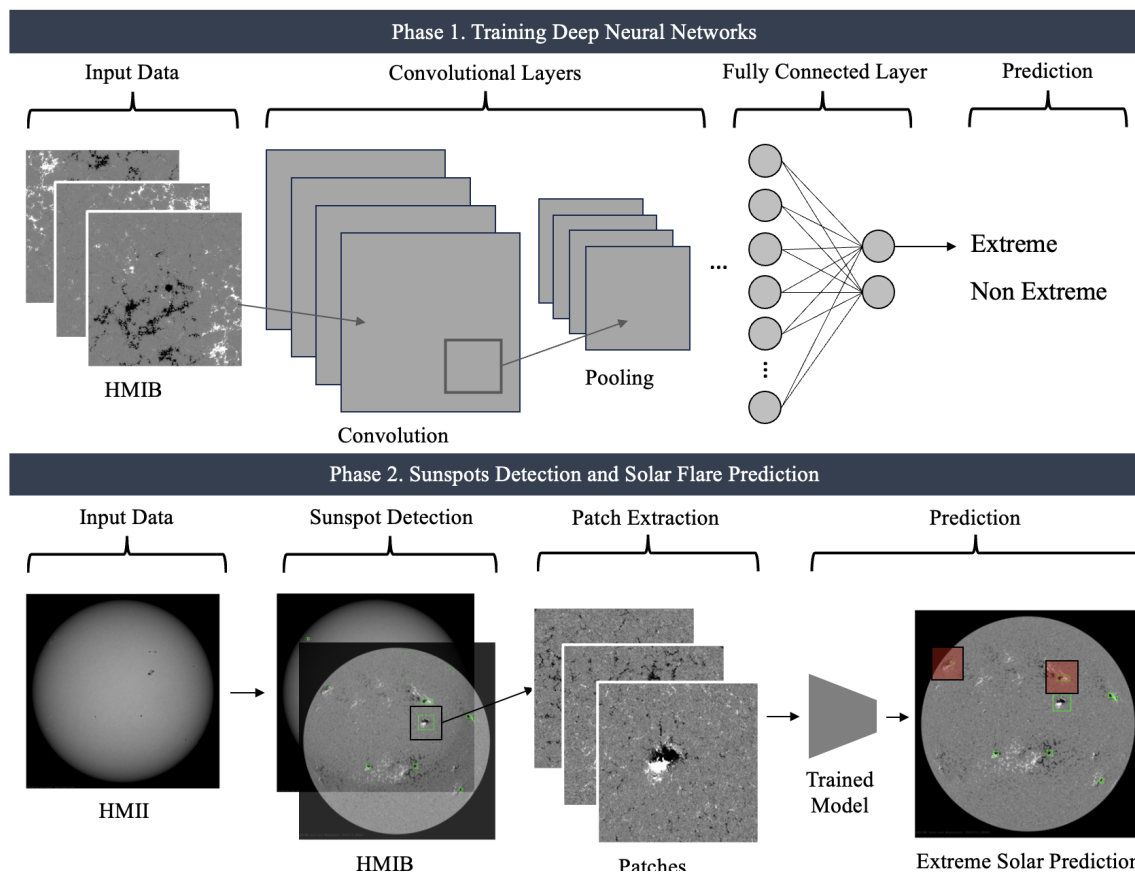 Phase 1. Training Deep Neural Networks
Input Data
Convolutional Layers
Fully Connected Layer
Prediction
HMIB
Convolution
Pooling
...
Extreme
Non Extreme
Phase 2. Sunspots Detection and Solar Flare Prediction
Input Data
Sunspot Detection
Patch Extraction
Prediction
HMII
HMIB
Patches
Trained
Model
Extreme Solar Prediction